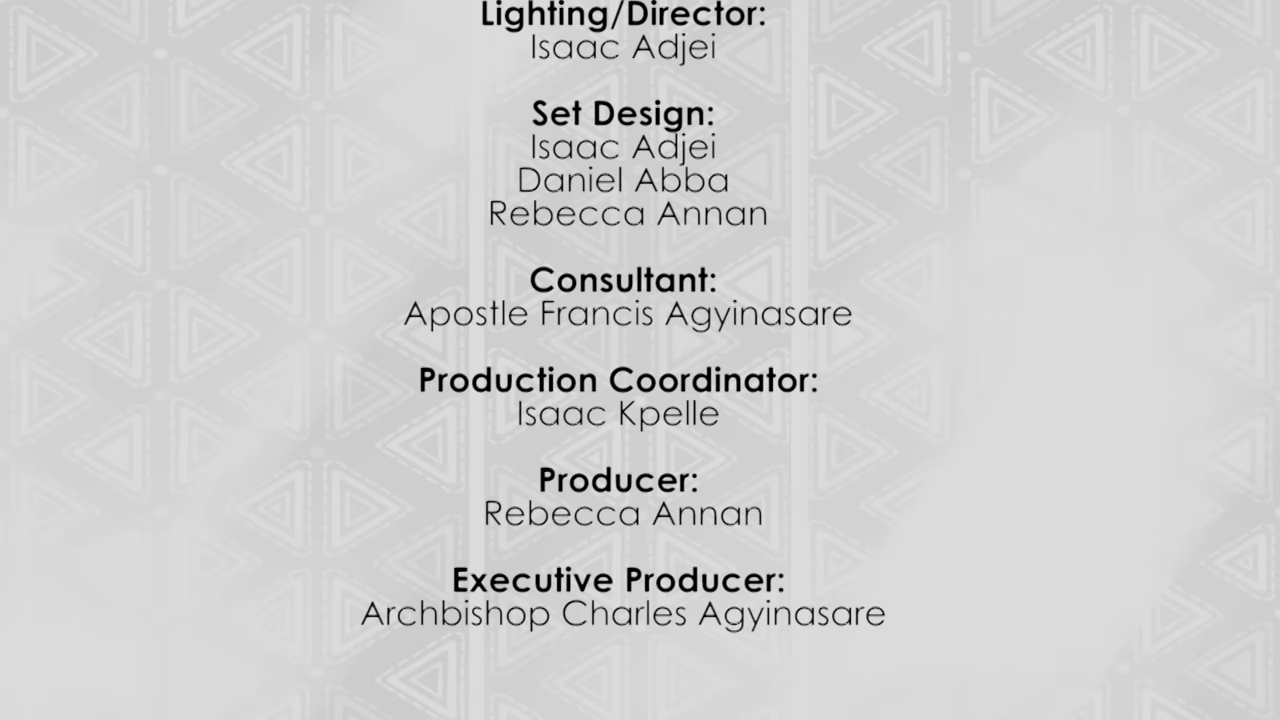 Lighting/Director:
Isaac Adjei
Set Design:
Isaac Adjei
Daniel Abba
Rebecca Annan
Consultant:
Apostle Francis Agyinasare
Production Coordinator:
Isaac Kpelle
Producer:
Rebecca Annan
Executive Producer:
Archbishop Charles Agyinasare